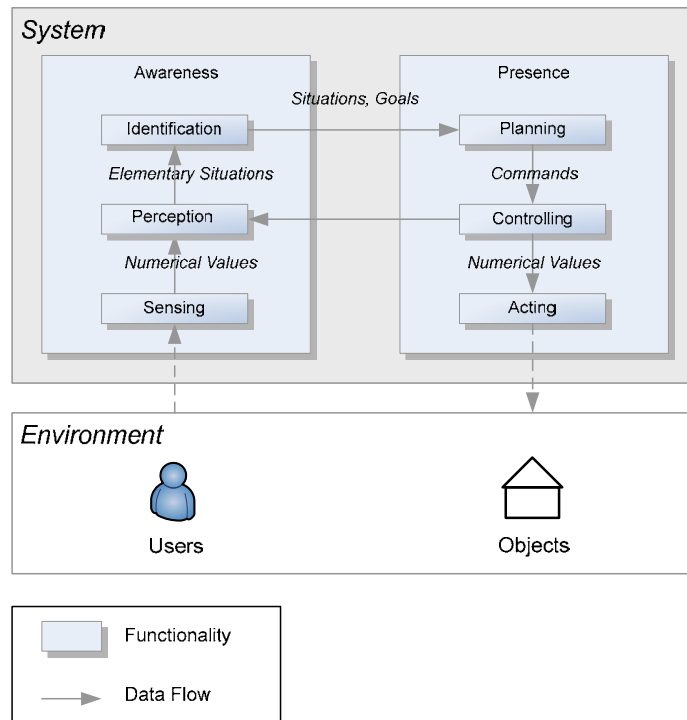 System
Awareness
Presence
Situations, Goals
Identification
Planning
Elementary Situations
Commands
Perception
Controlling
Numerical Values
Numerical Values
Sensing
Acting
Environment
Users
Objects
Functionality
Data Flow